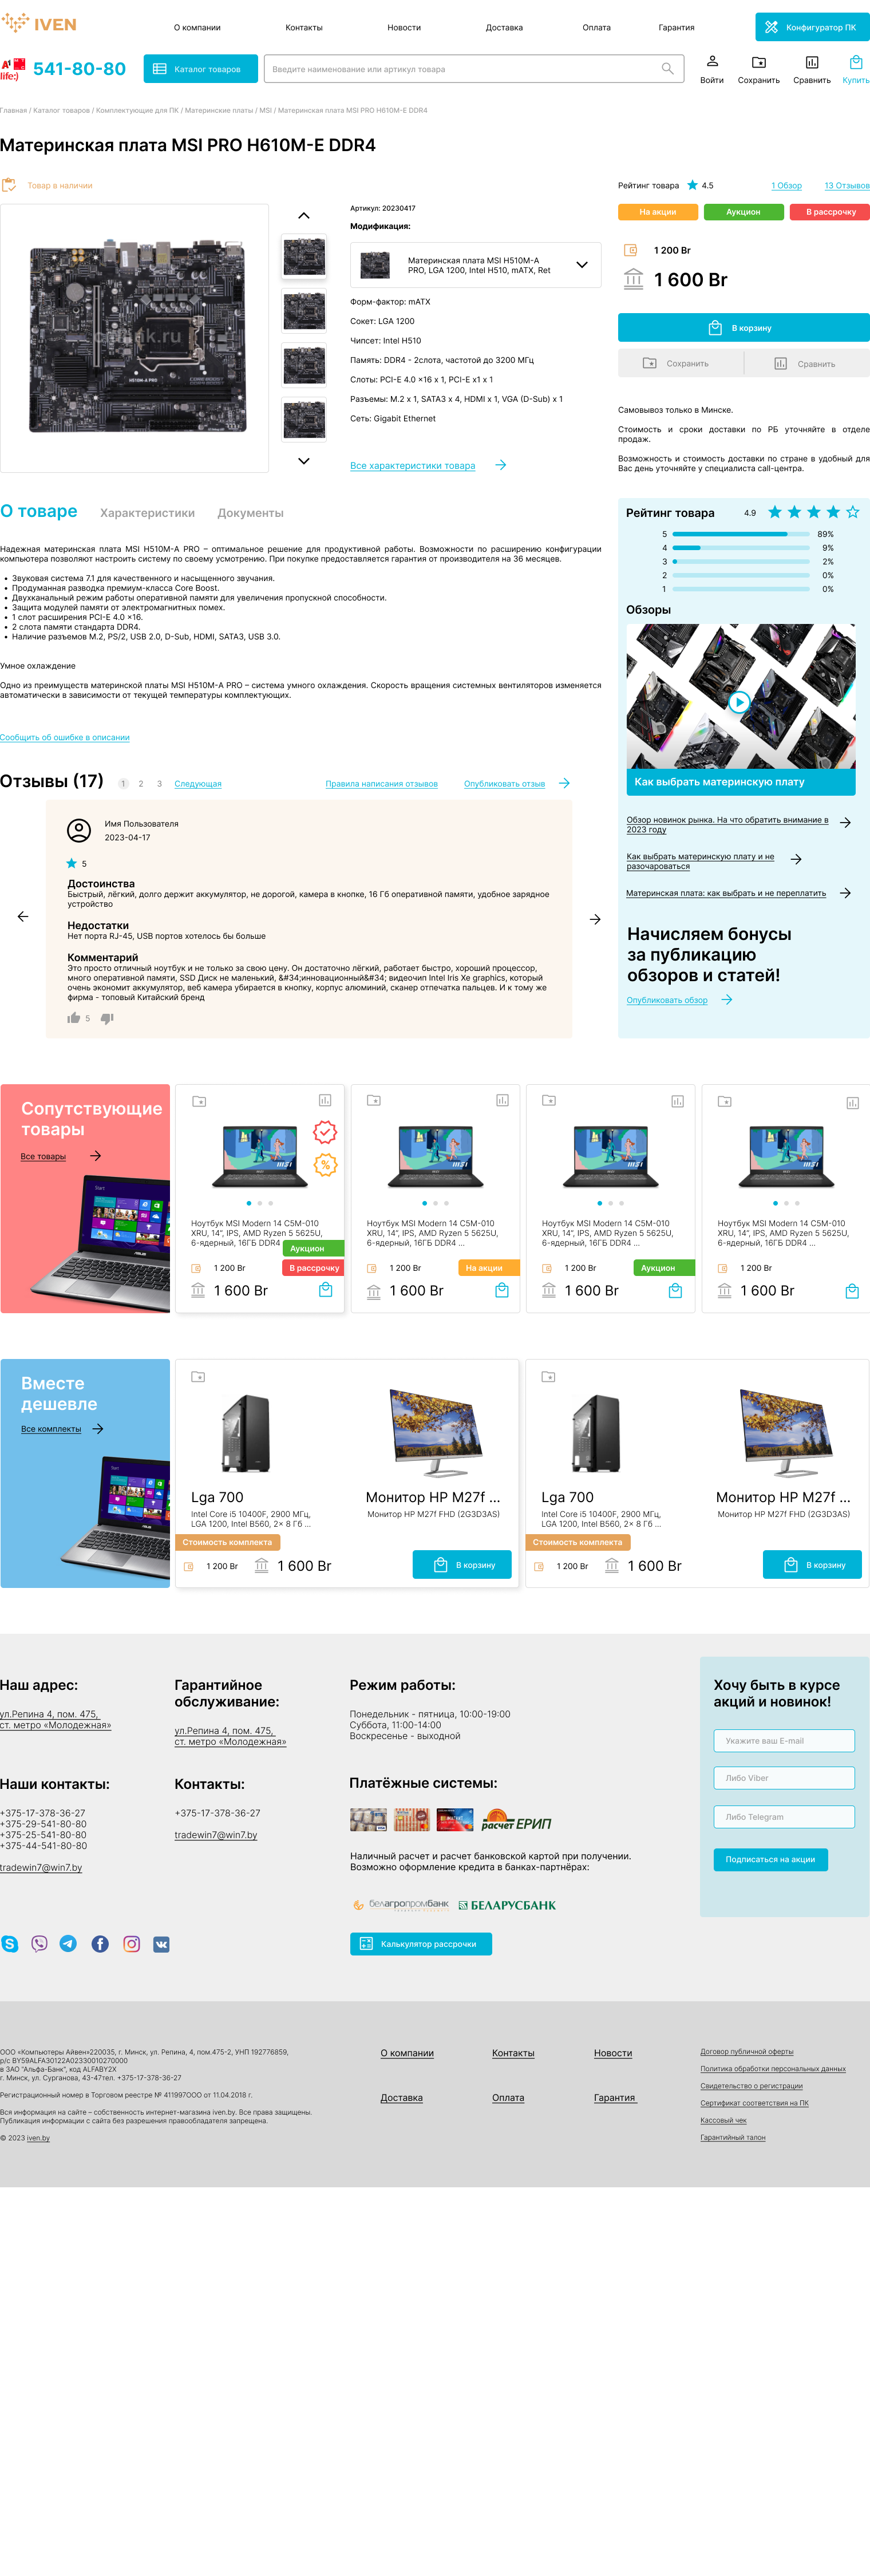 IVEN
О компании
Контакты
Новости
Доставка
Оплата
Гарантия
Конфигуратор ПК
A1
life:)
541-80-80
Каталог товаров
Введите наименование или артикул товара
Войти
Сохранить
Сравнить
Купить
Главная / Каталог товаров / Комплектующие для ПК / Материнские платы / MSI / Материнская плата MSI PRO H610M-E DDR4
Материнская плата MSI PRO H610M-E DDR4
Товар в наличии
Артикул: 20230417
Модификация:
Материнская плата MSI H510M-A
PRO, LGA 1200, Intel H510, mATX, Ret
Форм-фактор: mATX
Сокет: LGA 1200
Чипсет: Intel H510
Память: DDR4 - 2слота, частотой до 3200 МГц
Слоты: PCI-E 4.0 x16 x 1, PCI-E x1 x 1
Разъемы: M.2 x 1, SATA3 x 4, HDMI x 1, VGA (D-Sub) x 1
Сеть: Gigabit Ethernet
Все характеристики товара
Рейтинг товара
4.5
1 Обзор
13 Отзывов
На акции
Аукцион
В рассрочку
1 200 Br
1 600 Br
В корзину
Сохранить
Сравнить
Самовывоз только в Минске.
Стоимость и сроки доставки по РБ уточняйте в отделе
продаж.
Возможность и стоимость доставки по стране в удобный для
Вас день уточняйте у специалиста call-центра.
О товаре
Характеристики
Документы
Надежная материнская плата MSI H510M-A PRO – оптимальное решение для продуктивной работы. Возможности по расширению конфигурации
компьютера позволяют настроить систему по своему усмотрению. При покупке предоставляется гарантия от производителя на 36 месяцев.
• Звуковая система 7.1 для качественного и насыщенного звучания.
• Продуманная разводка премиум-класса Core Boost.
• Двухканальный режим работы оперативной памяти для увеличения пропускной способности.
• Защита модулей памяти от электромагнитных помех.
• 1 слот расширения PCI-E 4.0 x16.
• 2 слота памяти стандарта DDR4.
• Наличие разъемов M.2, PS/2, USB 2.0, D-Sub, HDMI, SATA3, USB 3.0.
Умное охлаждение
Одно из преимуществ материнской платы MSI H510M-A PRO – система умного охлаждения. Скорость вращения системных вентиляторов изменяется
автоматически в зависимости от текущей температуры комплектующих.
Сообщить об ошибке в описании
Рейтинг товара
4.9
5 89%
4 9%
3 2%
2 0%
1 0%
Обзоры
Как выбрать материнскую плату
Обзор новинок рынка. На что обратить внимание в
2023 году
Как выбрать материнскую плату и не
разочароваться
Материнская плата: как выбрать и не переплатить
Начисляем бонусы
за публикацию
обзоров и статей!
Опубликовать обзор
Отзывы (17)
1 2 3 Следующая
Правила написания отзывов
Опубликовать отзыв
Имя Пользователя
2023-04-17
5
Достоинства
Быстрый, лёгкий, долго держит аккумулятор, не дорогой, камера в кнопке, 16 Гб оперативной памяти, удобное зарядное
устройство
Недостатки
Нет порта RJ-45, USB портов хотелось бы больше
Комментарий
Это просто отличный ноутбук и не только за свою цену. Он достаточно лёгкий, работает быстро, хороший процессор,
много оперативной памяти, SSD Диск не маленький, &#34;инновационный&#34; видеочип Intel Iris Xe graphics, который
очень экономит аккумулятор, веб камера убирается в кнопку, корпус алюминий, сканер отпечатка пальцев. И к тому же
фирма - топовый Китайский бренд
5
Сопутствующие
товары
Все товары
Ноутбук MSI Modern 14 C5M-010
XRU, 14", IPS, AMD Ryzen 5 5625U,
6-ядерный, 16ГБ DDR4
Аукцион
В рассрочку
1 200 Br
1 600 Br
Ноутбук MSI Modern 14 C5M-010
XRU, 14", IPS, AMD Ryzen 5 5625U,
6-ядерный, 16ГБ DDR4 ...
На акции
1 200 Br
1 600 Br
Ноутбук MSI Modern 14 C5M-010
XRU, 14", IPS, AMD Ryzen 5 5625U,
6-ядерный, 16ГБ DDR4 ...
Аукцион
1 200 Br
1 600 Br
Ноутбук MSI Modern 14 C5M-010
XRU, 14", IPS, AMD Ryzen 5 5625U,
6-ядерный, 16ГБ DDR4 ...
1 200 Br
1 600 Br
Вместе
дешевле
Все комплекты
Lga 700
Intel Core i5 10400F, 2900 МГц,
LGA 1200, Intel B560, 2x 8 Гб ...
Монитор HP M27f ...
Монитор HP M27f FHD (2G3D3AS)
Стоимость комплекта
1 200 Br
1 600 Br
В корзину
Lga 700
Intel Core i5 10400F, 2900 МГц,
LGA 1200, Intel B560, 2x 8 Гб ...
Монитор HP M27f ...
Монитор HP M27f FHD (2G3D3AS)
Стоимость комплекта
1 200 Br
1 600 Br
В корзину
Наш адрес:
ул.Репина 4, пом. 475,
ст. метро «Молодежная»
Гарантийное
обслуживание:
ул.Репина 4, пом. 475,
ст. метро «Молодежная»
Режим работы:
Понедельник - пятница, 10:00-19:00
Суббота, 11:00-14:00
Воскресенье - выходной
Хочу быть в курсе
акций и новинок!
Укажите ваш E-mail
Либо Viber
Либо Telegram
Подписаться на акции
Наши контакты:
+375-17-378-36-27
+375-29-541-80-80
+375-25-541-80-80
+375-44-541-80-80
tradewin7@win7.by
Контакты:
+375-17-378-36-27
tradewin7@win7.by
Платёжные системы:
расчет ЕРИП
Наличный расчет и расчет банковской картой при получении.
Возможно оформление кредита в банках-партнёрах:
белагропромбанк
БЕЛАРУСБАНК
Калькулятор рассрочки
ООО «Компьютеры Айвен»220035, г. Минск, ул. Репина, 4, пом.475-2, УНП 192776859,
р/с BY59ALFA30122A02330010270000
в ЗАО "Альфа-Банк", код ALFABY2X
г. Минск, ул. Сурганова, 43-47тел. +375-17-378-36-27
Регистрационный номер в Торговом реестре № 411997ООО от 11.04.2018 г.
Вся информация на сайте – собственность интернет-магазина iven.by. Все права защищены.
Публикация информации с сайта без разрешения правообладателя запрещена.
© 2023 iven.by
О компании
Контакты
Новости
Доставка
Оплата
Гарантия
Договор публичной оферты
Политика обработки персональных данных
Свидетельство о регистрации
Сертификат соответствия на ПК
Кассовый чек
Гарантийный талон